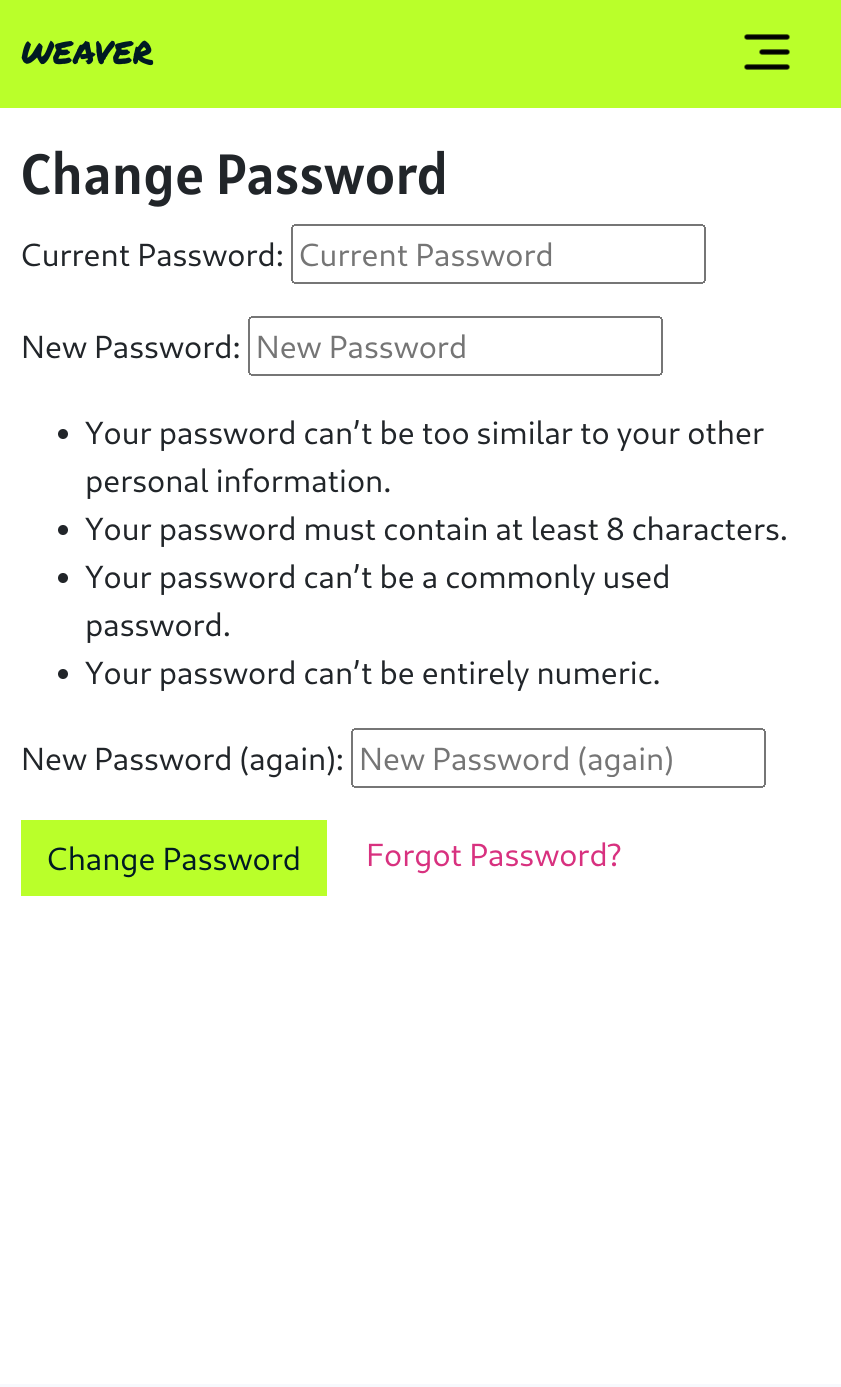 WEAVER
Change Password
Current Password: Current Password
New Password: New Password
• Your password can’t be too similar to your other
personal information.
• Your password must contain at least 8 characters.
• Your password can’t be a commonly used
password.
• Your password can’t be entirely numeric.
New Password (again): New Password (again)
Change Password Forgot Password?